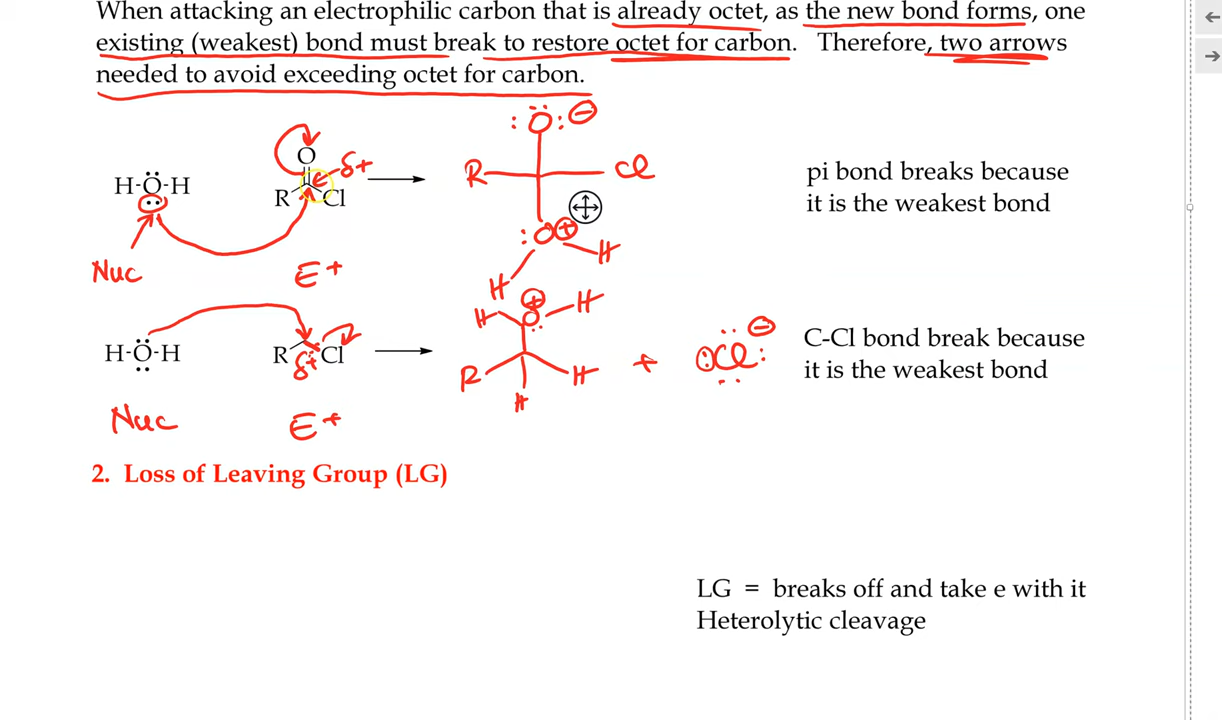 When attacking an electrophilic carbon that is already octet, as the new bond forms, one
existing (weakest) bond must break to restore octet for carbon. Therefore, two arrows
needed to avoid exceeding octet for carbon.
:Ö:⊖
O δ+
H-Ö-H R Cl R Cl
pi bond breaks because
it is the weakest bond
:O⊕
H
H
Nuc E+
⊕
H O H
H-Ö-H R δ+ Cl R H + :Cl: ⊖
H
C-Cl bond break because
it is the weakest bond
Nuc E+
2. Loss of Leaving Group (LG)
LG = breaks off and take e with it
Heterolytic cleavage